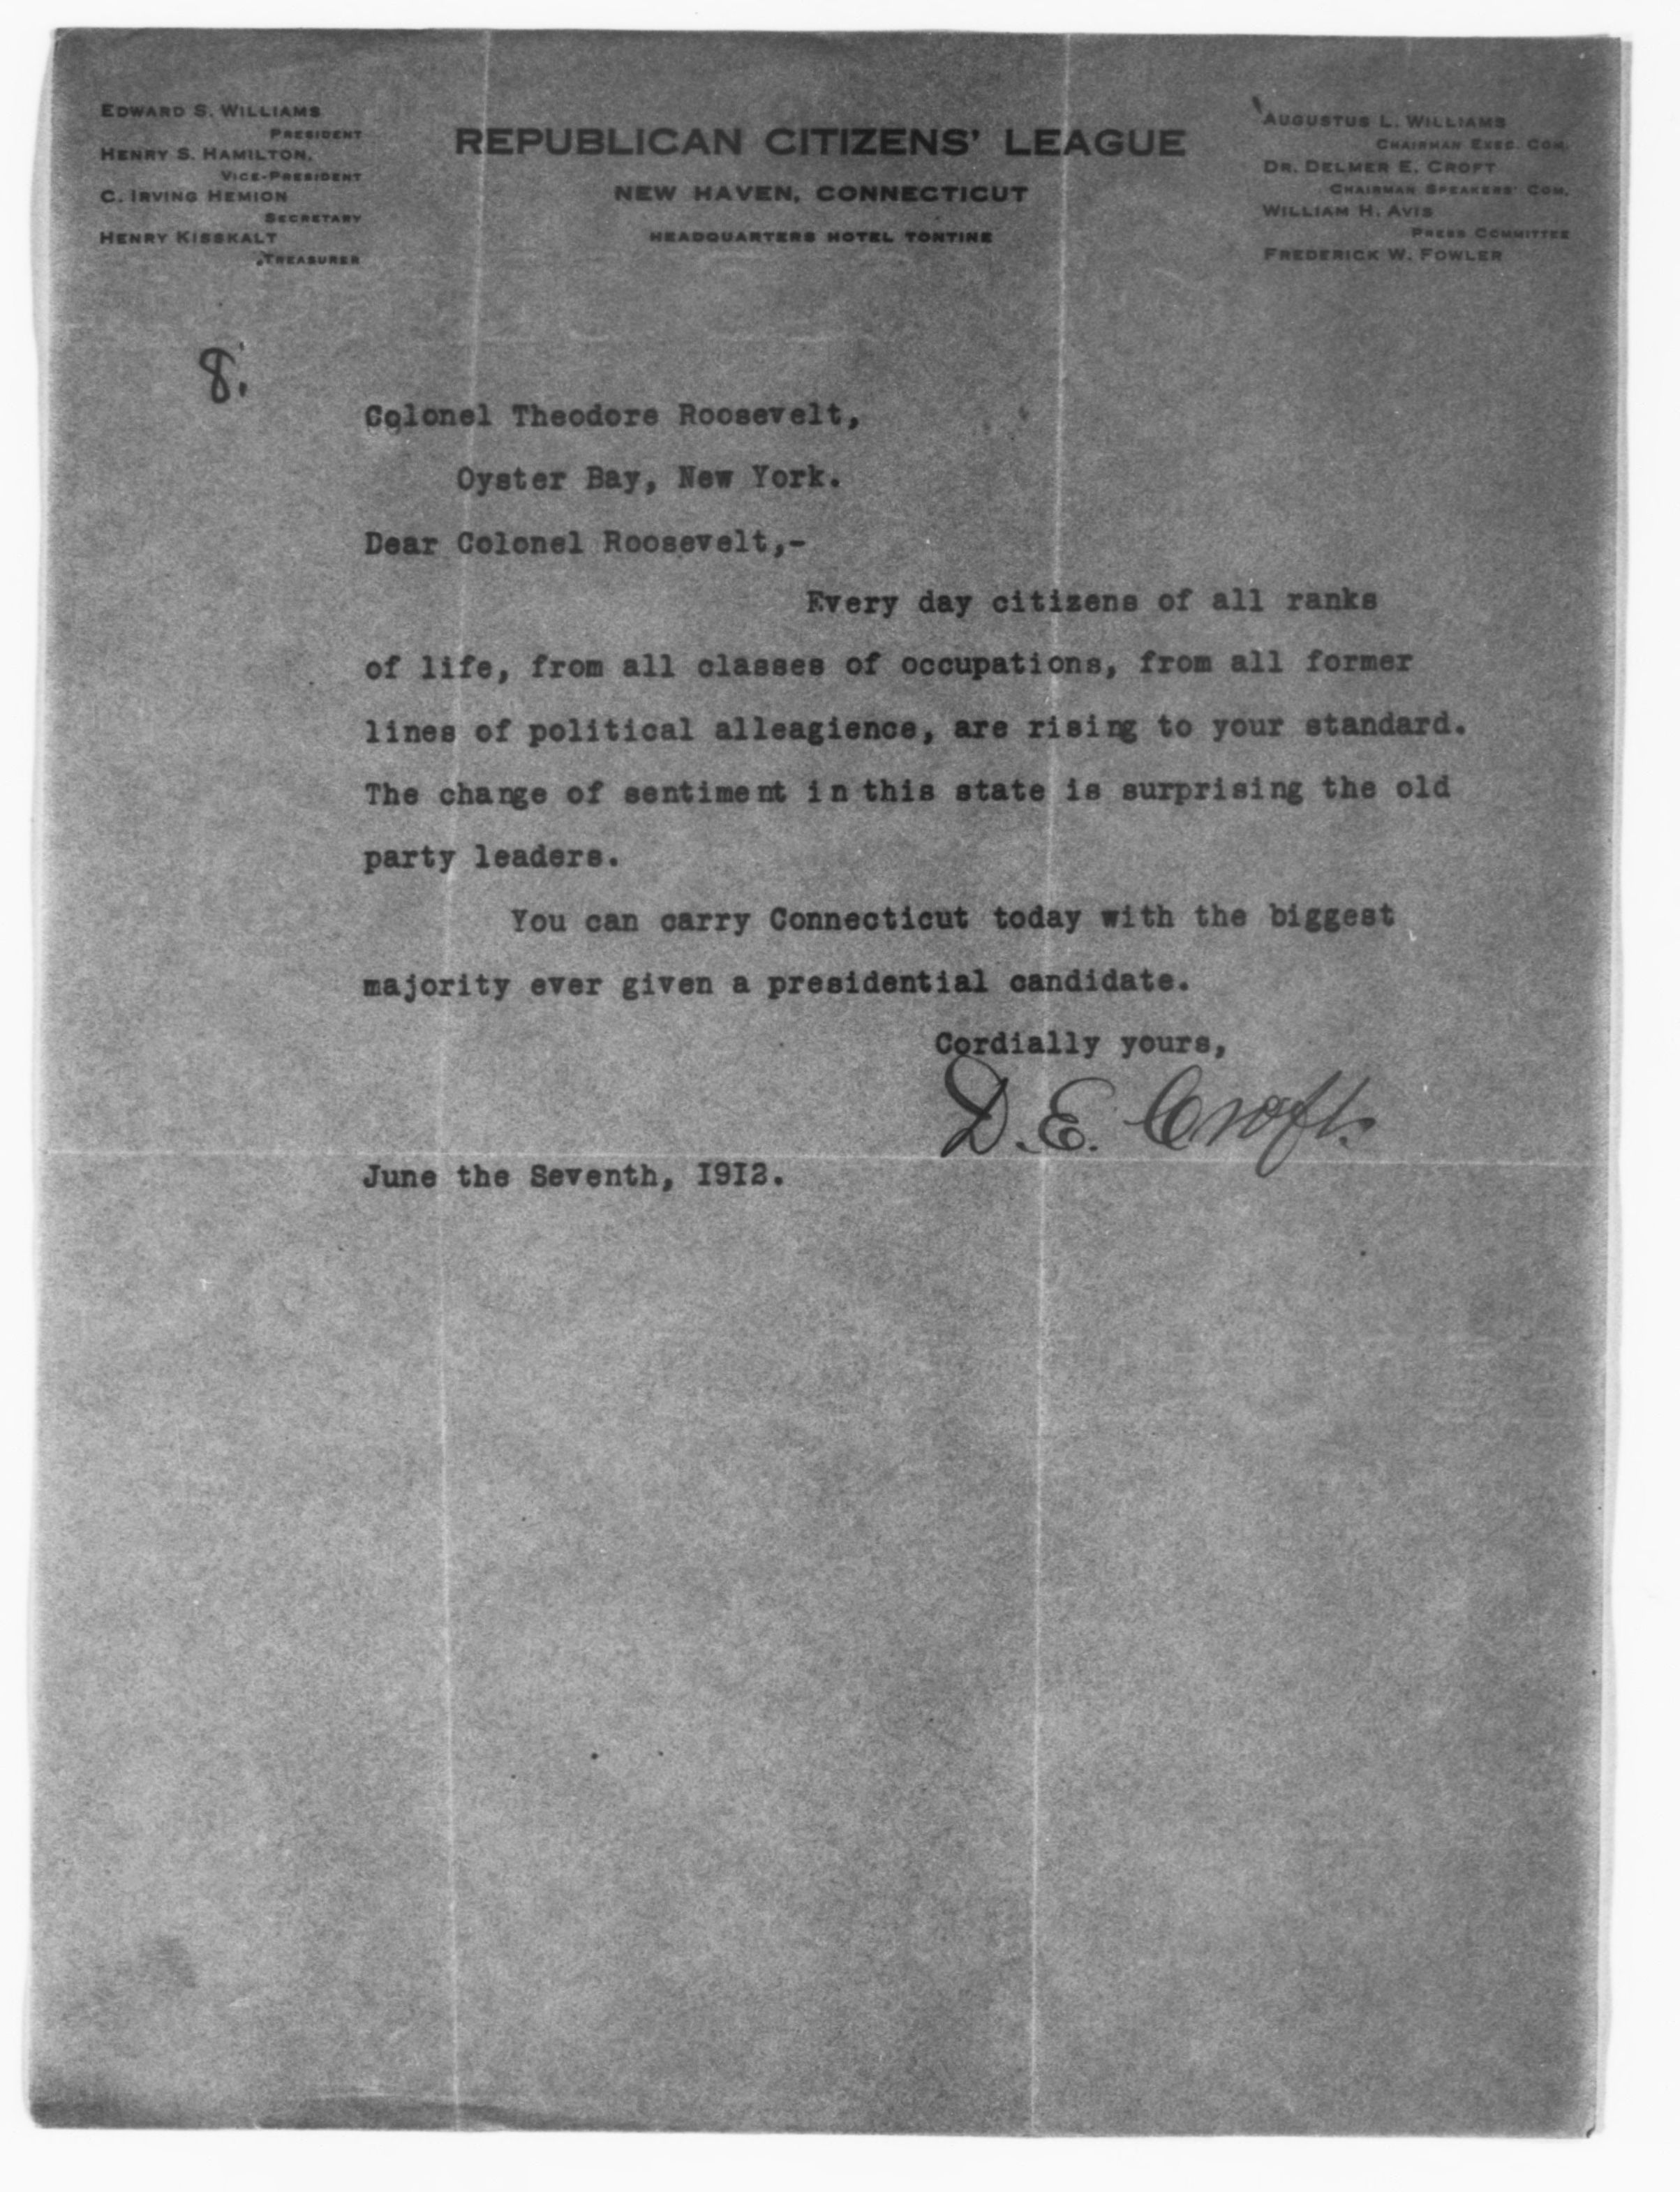 EDWARD S. WILLIAMS
PRESIDENT
HENRY S. HAMILTON,
VICE-PRESIDENT
C. IRVING HEMION
SECRETARY
HENRY KISSKALT
TREASURER
REPUBLICAN CITIZENS' LEAGUE
NEW HAVEN, CONNECTICUT
HEADQUARTERS HOTEL TONTINE
AUGUSTUS L. WILLIAMS
CHAIRMAN EXEC. COM.
DR. DELMER E. CROFT
CHAIRMAN SPEAKERS' COM.
WILLIAM H. AVIS
PRESS COMMITTEE
FREDERICK W. FOWLER
8.
Colonel Theodore Roosevelt,
Oyster Bay, New York.
Dear Colonel Roosevelt,-
Every day citizens of all ranks
of life, from all classes of occupations, from all former
lines of political alleagience, are rising to your standard.
The change of sentiment in this state is surprising the old
party leaders.
You can carry Connecticut today with the biggest
majority ever given a presidential candidate.
Cordially yours,
D. E. Croft.
June the Seventh, I9I2.